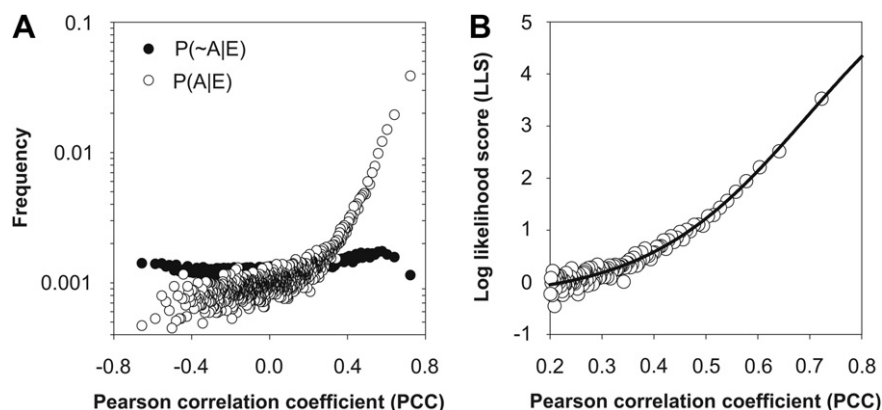 A
B
P(~A|E)
P(A|E)
Frequency
0.1
0.01
0.001
-0.8
-0.4
0.0
0.4
0.8
Pearson correlation coefficient (PCC)
Log likelihood score (LLS)
5
4
3
2
1
0
-1
0.2
0.3
0.4
0.5
0.6
0.7
0.8
Pearson correlation coefficient (PCC)